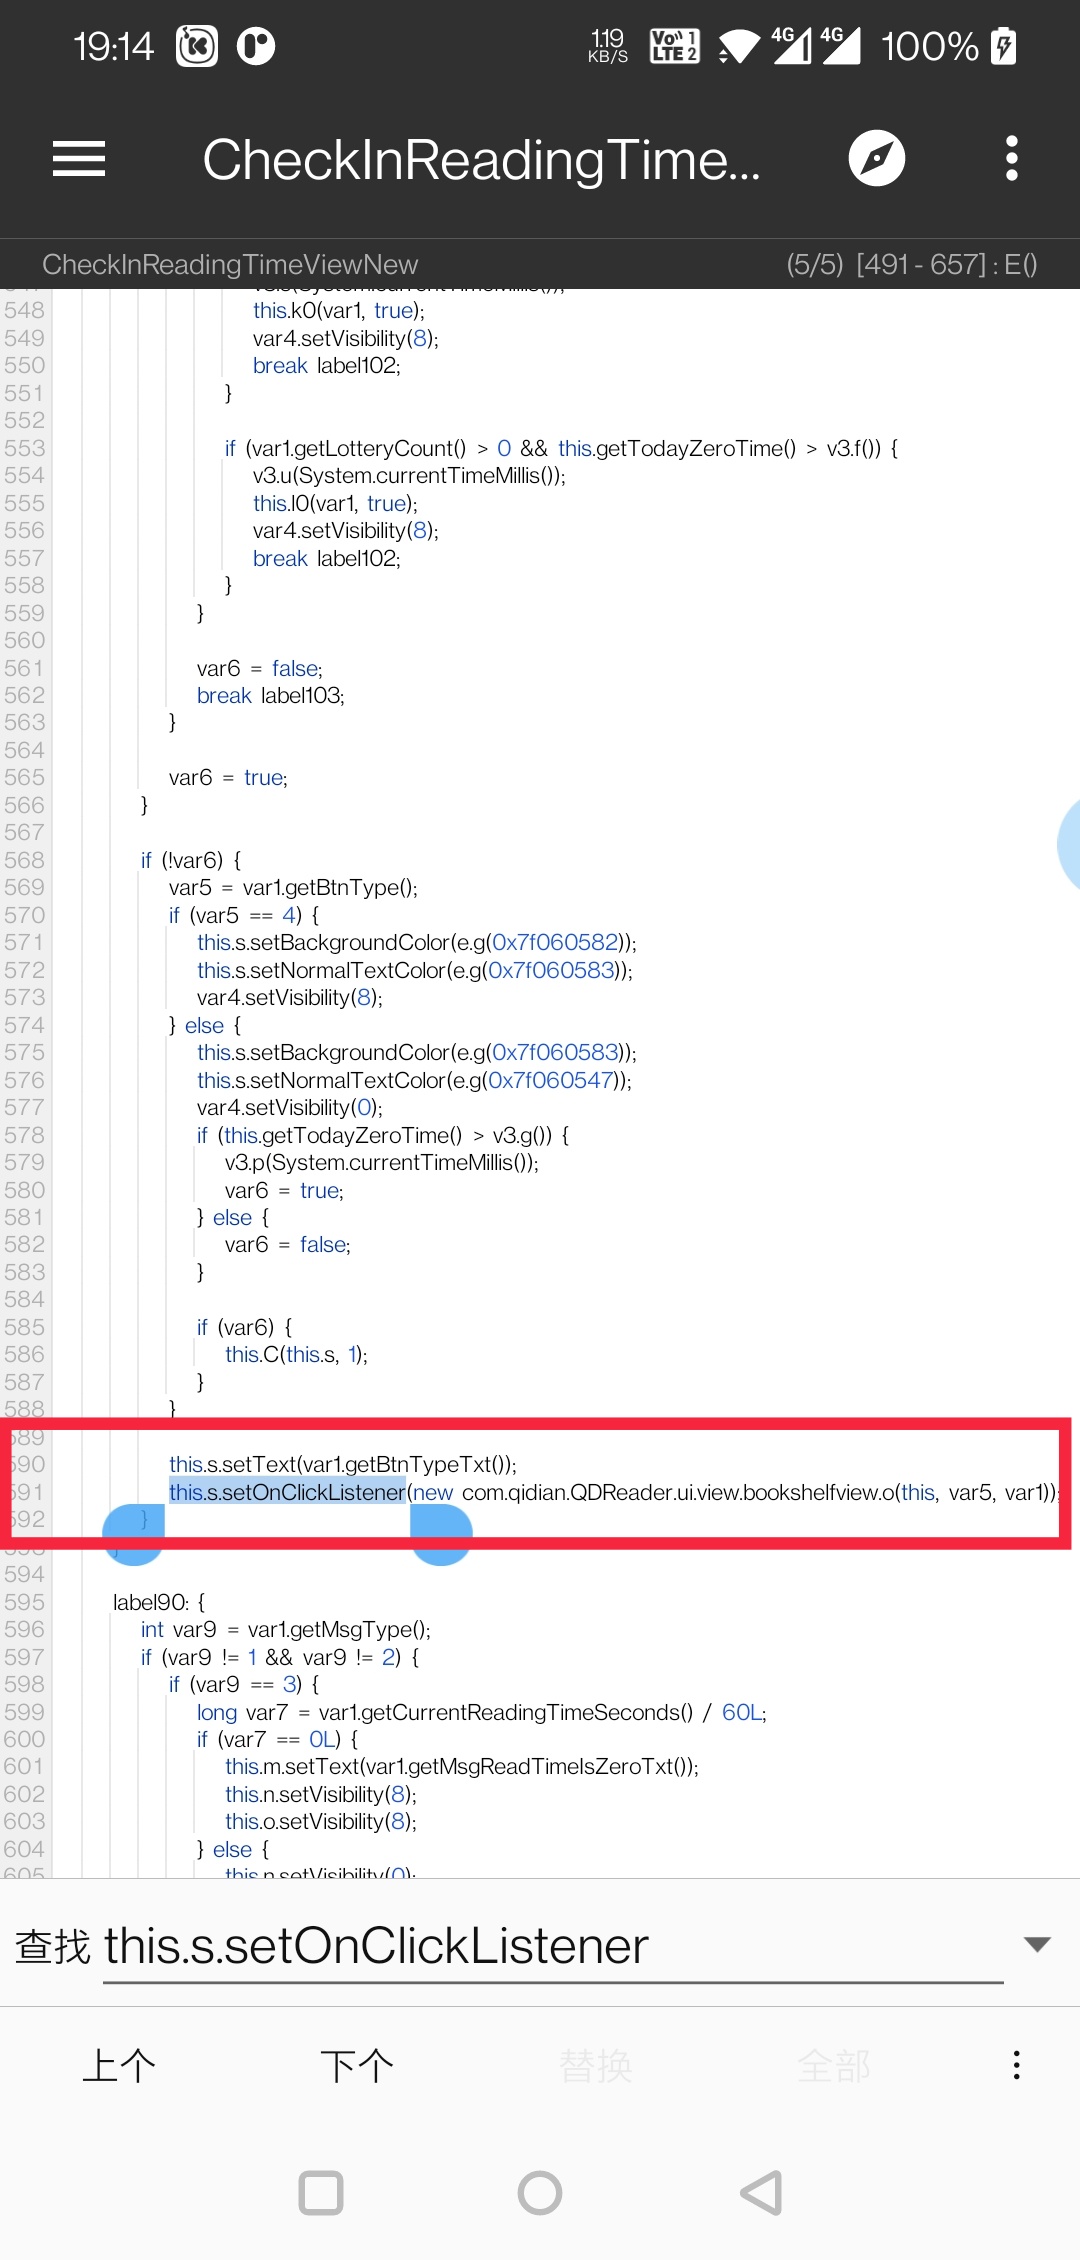 19:14 1.19 KB/S Vo)) 1 LTE 2 4G 4G 100%
CheckInReadingTime...
CheckInReadingTimeViewNew (5/5) [491 - 657] : E()
548 this.k0(var1, true);
549 var4.setVisibility(8);
550 break label102;
551 }
552
553 if (var1.getLotteryCount() > 0 && this.getTodayZeroTime() > v3.f()) {
554 v3.u(System.currentTimeMillis());
555 this.l0(var1, true);
556 var4.setVisibility(8);
557 break label102;
558 }
559 }
560
561 var6 = false;
562 break label103;
563 }
564
565 var6 = true;
566 }
567
568 if (!var6) {
569 var5 = var1.getBtnType();
570 if (var5 == 4) {
571 this.s.setBackgroundColor(e.g(0x7f060582));
572 this.s.setNormalTextColor(e.g(0x7f060583));
573 var4.setVisibility(8);
574 } else {
575 this.s.setBackgroundColor(e.g(0x7f060583));
576 this.s.setNormalTextColor(e.g(0x7f060547));
577 var4.setVisibility(0);
578 if (this.getTodayZeroTime() > v3.g()) {
579 v3.p(System.currentTimeMillis());
580 var6 = true;
581 } else {
582 var6 = false;
583 }
584
585 if (var6) {
586 this.C(this.s, 1);
587 }
588 }
589
590 this.s.setText(var1.getBtnTypeTxt());
591 this.s.setOnClickListener(new com.qidian.QDReader.ui.view.bookshelfview.o(this, var5, var1));
592 }
593 }
594
595 label90: {
596 int var9 = var1.getMsgType();
597 if (var9 != 1 && var9 != 2) {
598 if (var9 == 3) {
599 long var7 = var1.getCurrentReadingTimeSeconds() / 60L;
600 if (var7 == 0L) {
601 this.m.setText(var1.getMsgReadTimeIsZeroTxt());
602 this.n.setVisibility(8);
603 this.o.setVisibility(8);
604 } else {
605 this.n.setVisibility(0);
查找 this.s.setOnClickListener
上个 下个 替换 全部